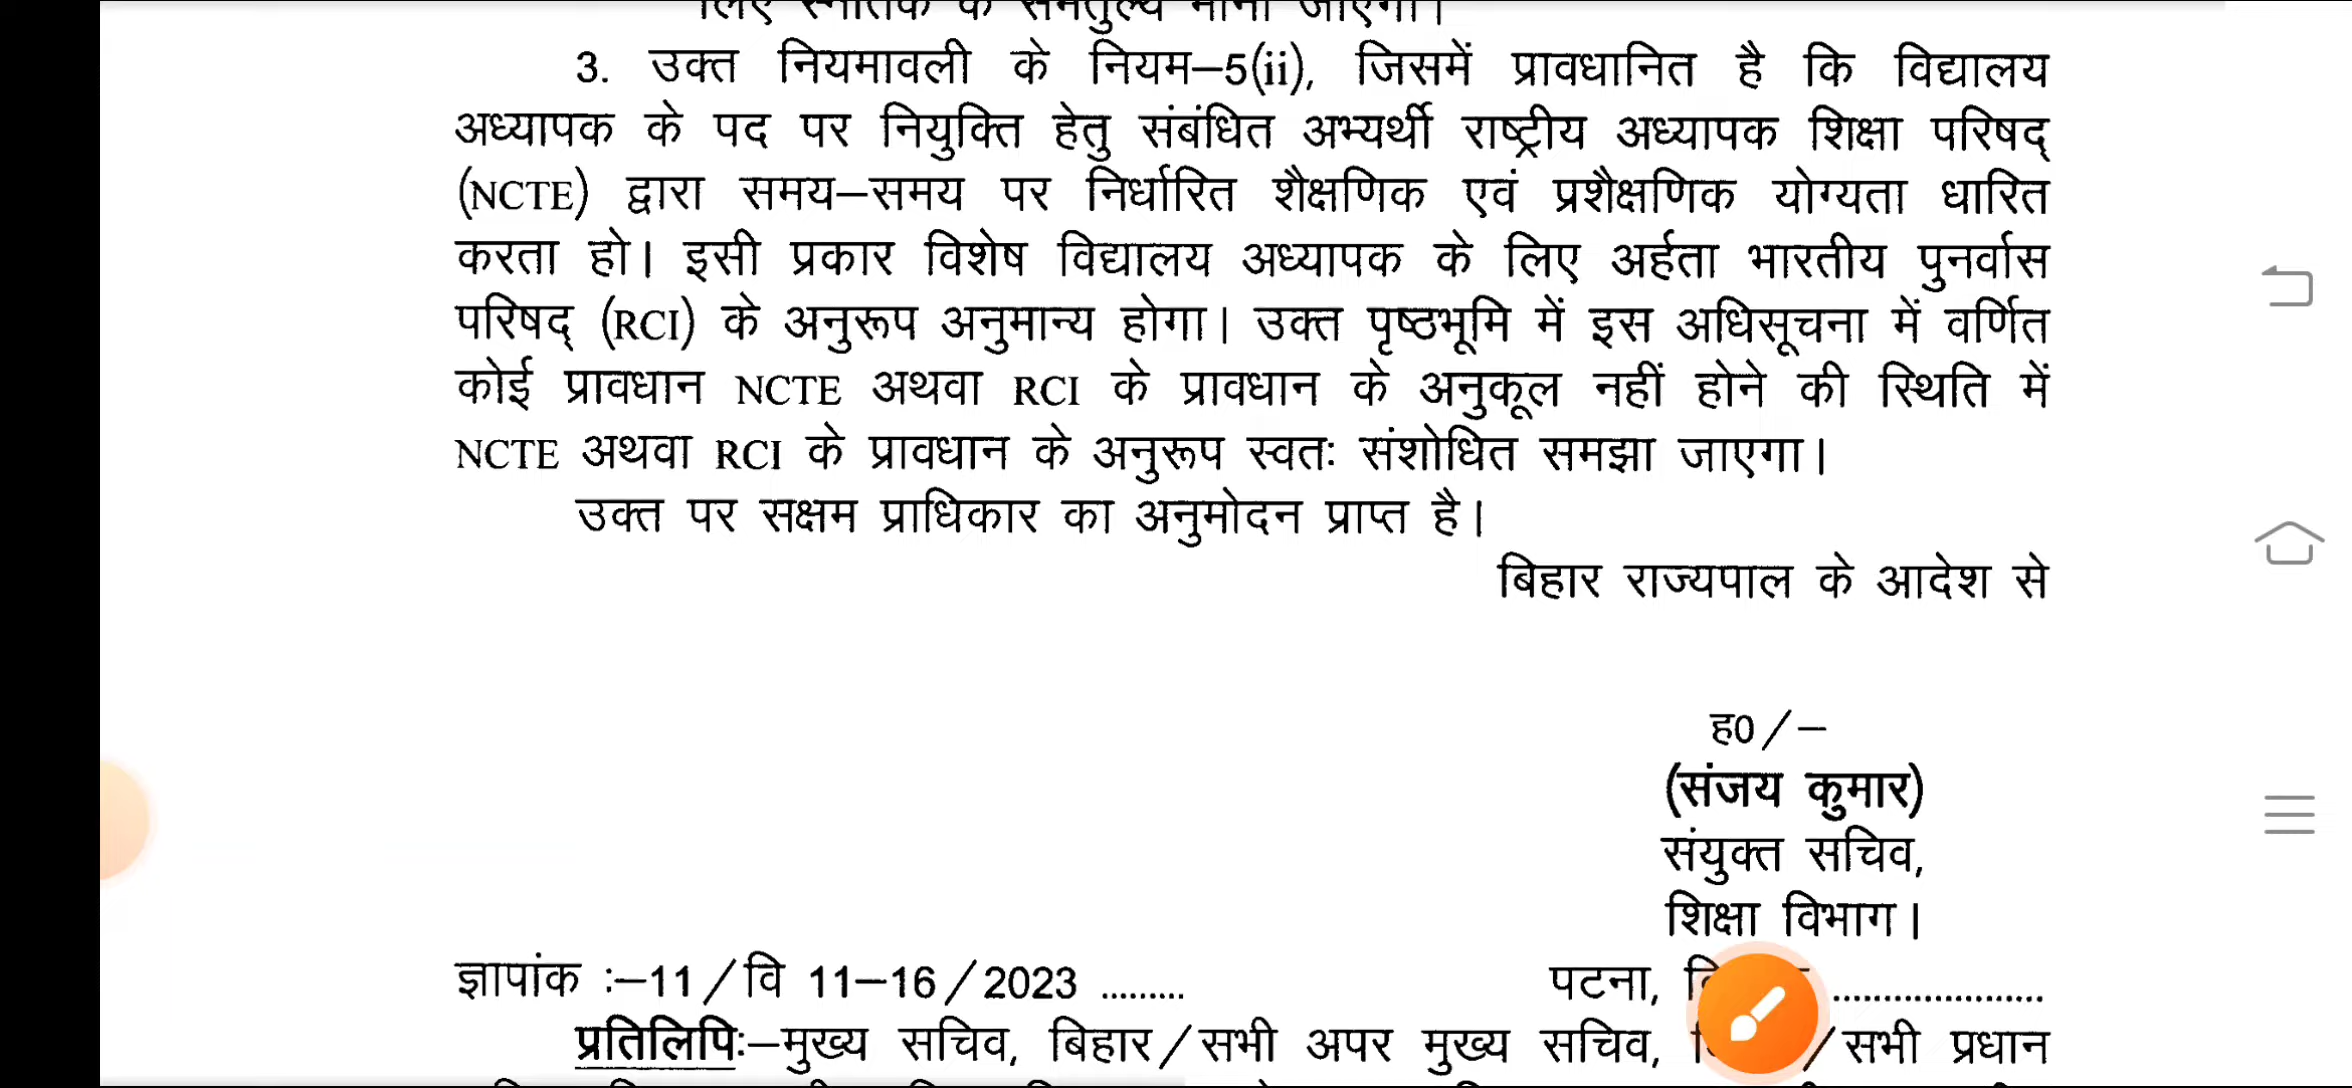 लिए स्नातक के समतुल्य माना जाएगा।
3. उक्त नियमावली के नियम–5(ii), जिसमें प्रावधानित है कि विद्यालय
अध्यापक के पद पर नियुक्ति हेतु संबंधित अभ्यर्थी राष्ट्रीय अध्यापक शिक्षा परिषद्
(NCTE) द्वारा समय–समय पर निर्धारित शैक्षणिक एवं प्रशैक्षणिक योग्यता धारित
करता हो। इसी प्रकार विशेष विद्यालय अध्यापक के लिए अर्हता भारतीय पुनर्वास
परिषद् (RCI) के अनुरूप अनुमान्य होगा। उक्त पृष्ठभूमि में इस अधिसूचना में वर्णित
कोई प्रावधान NCTE अथवा RCI के प्रावधान के अनुकूल नहीं होने की स्थिति में
NCTE अथवा RCI के प्रावधान के अनुरूप स्वतः संशोधित समझा जाएगा।
उक्त पर सक्षम प्राधिकार का अनुमोदन प्राप्त है।
बिहार राज्यपाल के आदेश से
ह0/–
(संजय कुमार)
संयुक्त सचिव,
शिक्षा विभाग।
ज्ञापांक :–11/वि 11–16/2023 ......... पटना, .....................
प्रतिलिपिः–मुख्य सचिव, बिहार/सभी अपर मुख्य सचिव, /सभी प्रधान